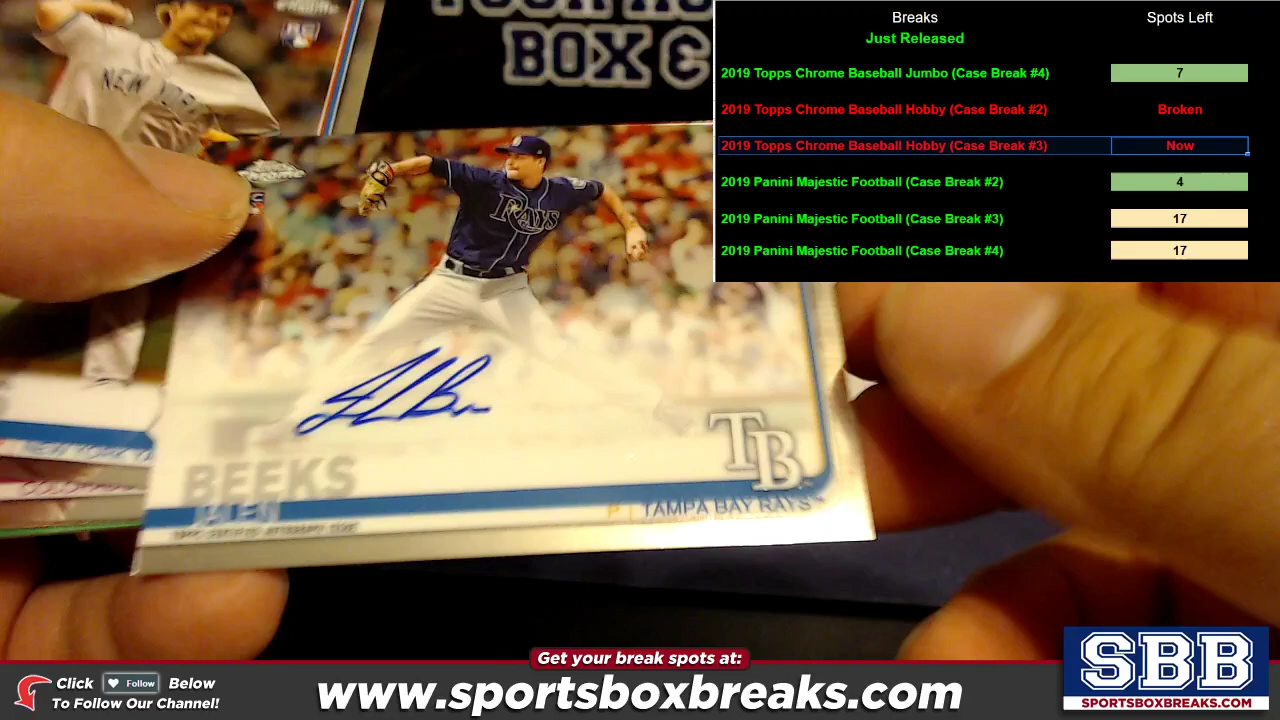 BOX &
Breaks
Spots Left
Just Released
2019 Topps Chrome Baseball Jumbo (Case Break #4)
7
2019 Topps Chrome Baseball Hobby (Case Break #2)
Broken
2019 Topps Chrome Baseball Hobby (Case Break #3)
Now
2019 Panini Majestic Football (Case Break #2)
4
2019 Panini Majestic Football (Case Break #3)
17
2019 Panini Majestic Football (Case Break #4)
17
NEW
RAYS
TB
BEEKS
JALEN
P
TAMPA BAY RAYS
NEW YORK
Get your break spots at:
Click Follow Below
To Follow Our Channel!
www.sportsboxbreaks.com
SBB
SPORTSBOXBREAKS.COM